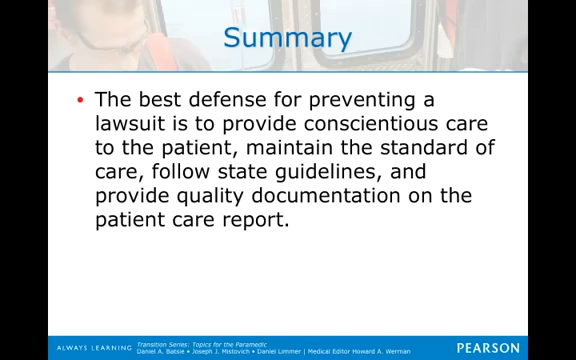 Summary
• The best defense for preventing a
lawsuit is to provide conscientious care
to the patient, maintain the standard of
care, follow state guidelines, and
provide quality documentation on the
patient care report.
ALWAYS LEARNING
Transition Series: Topics for the Paramedic
Daniel A. Batsie • Joseph J. Mistovich • Daniel Limmer | Medical Editor Howard A. Werman
PEARSON